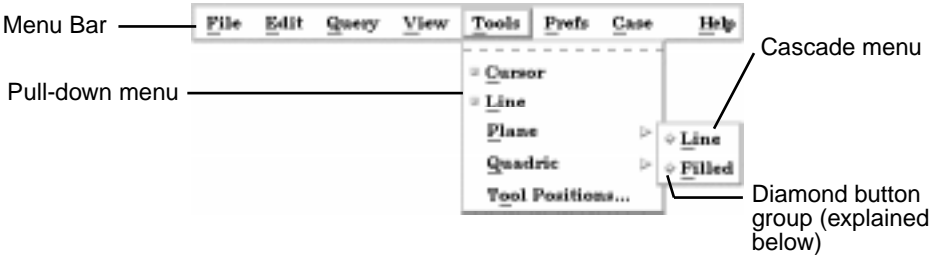 Menu Bar
File Edit Query View Tools Prefs Case Help
Cascade menu
Pull-down menu
Cursor
Line
Plane
Quadric
Tool Positions...
Line
Filled
Diamond button
group (explained
below)